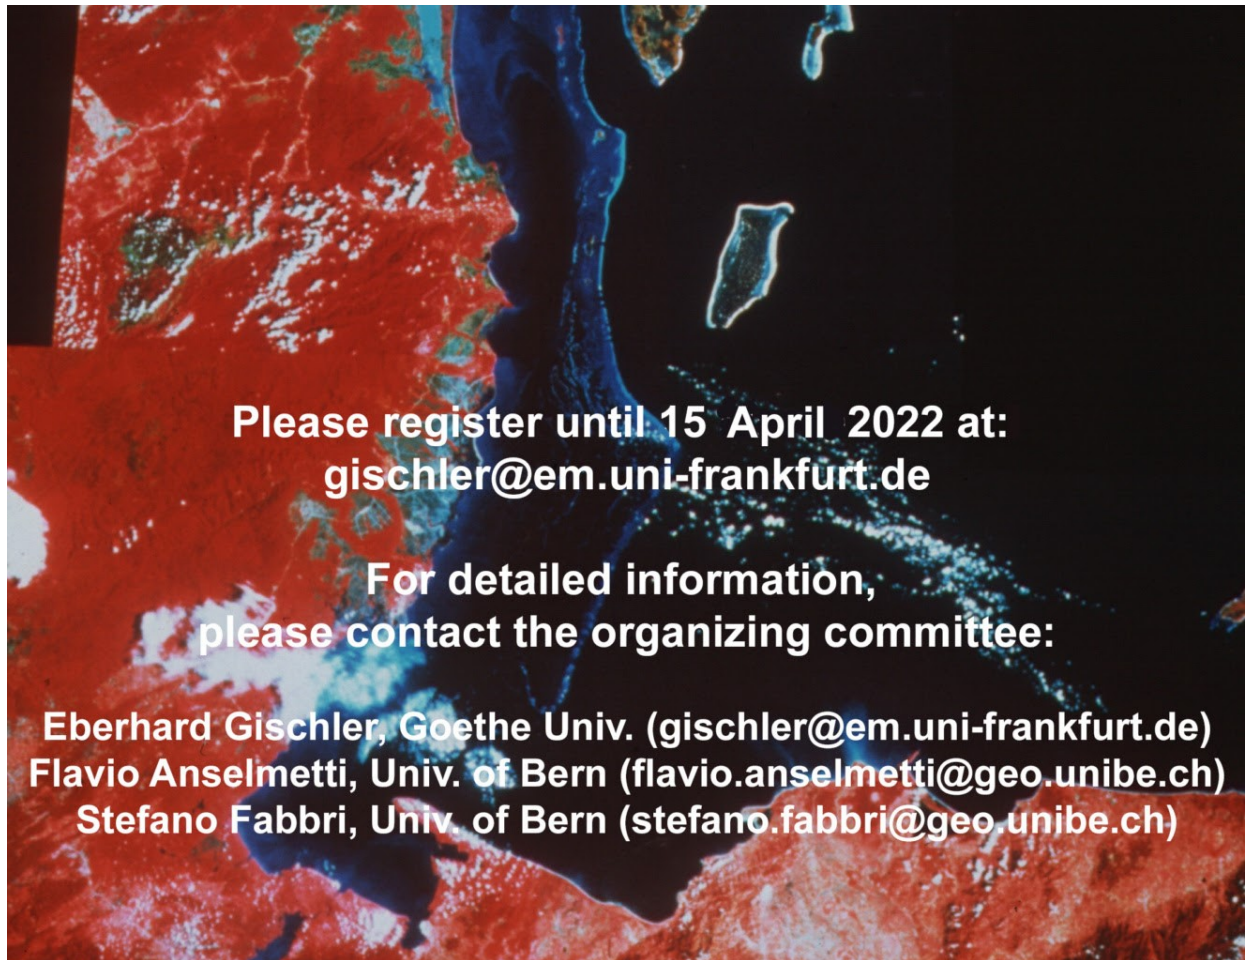 Please register until 15 April 2022 at:
gischler@em.uni-frankfurt.de
For detailed information,
please contact the organizing committee:
Eberhard Gischler, Goethe Univ. (gischler@em.uni-frankfurt.de)
Flavio Anselmetti, Univ. of Bern (flavio.anselmetti@geo.unibe.ch)
Stefano Fabbri, Univ. of Bern (stefano.fabbri@geo.unibe.ch)